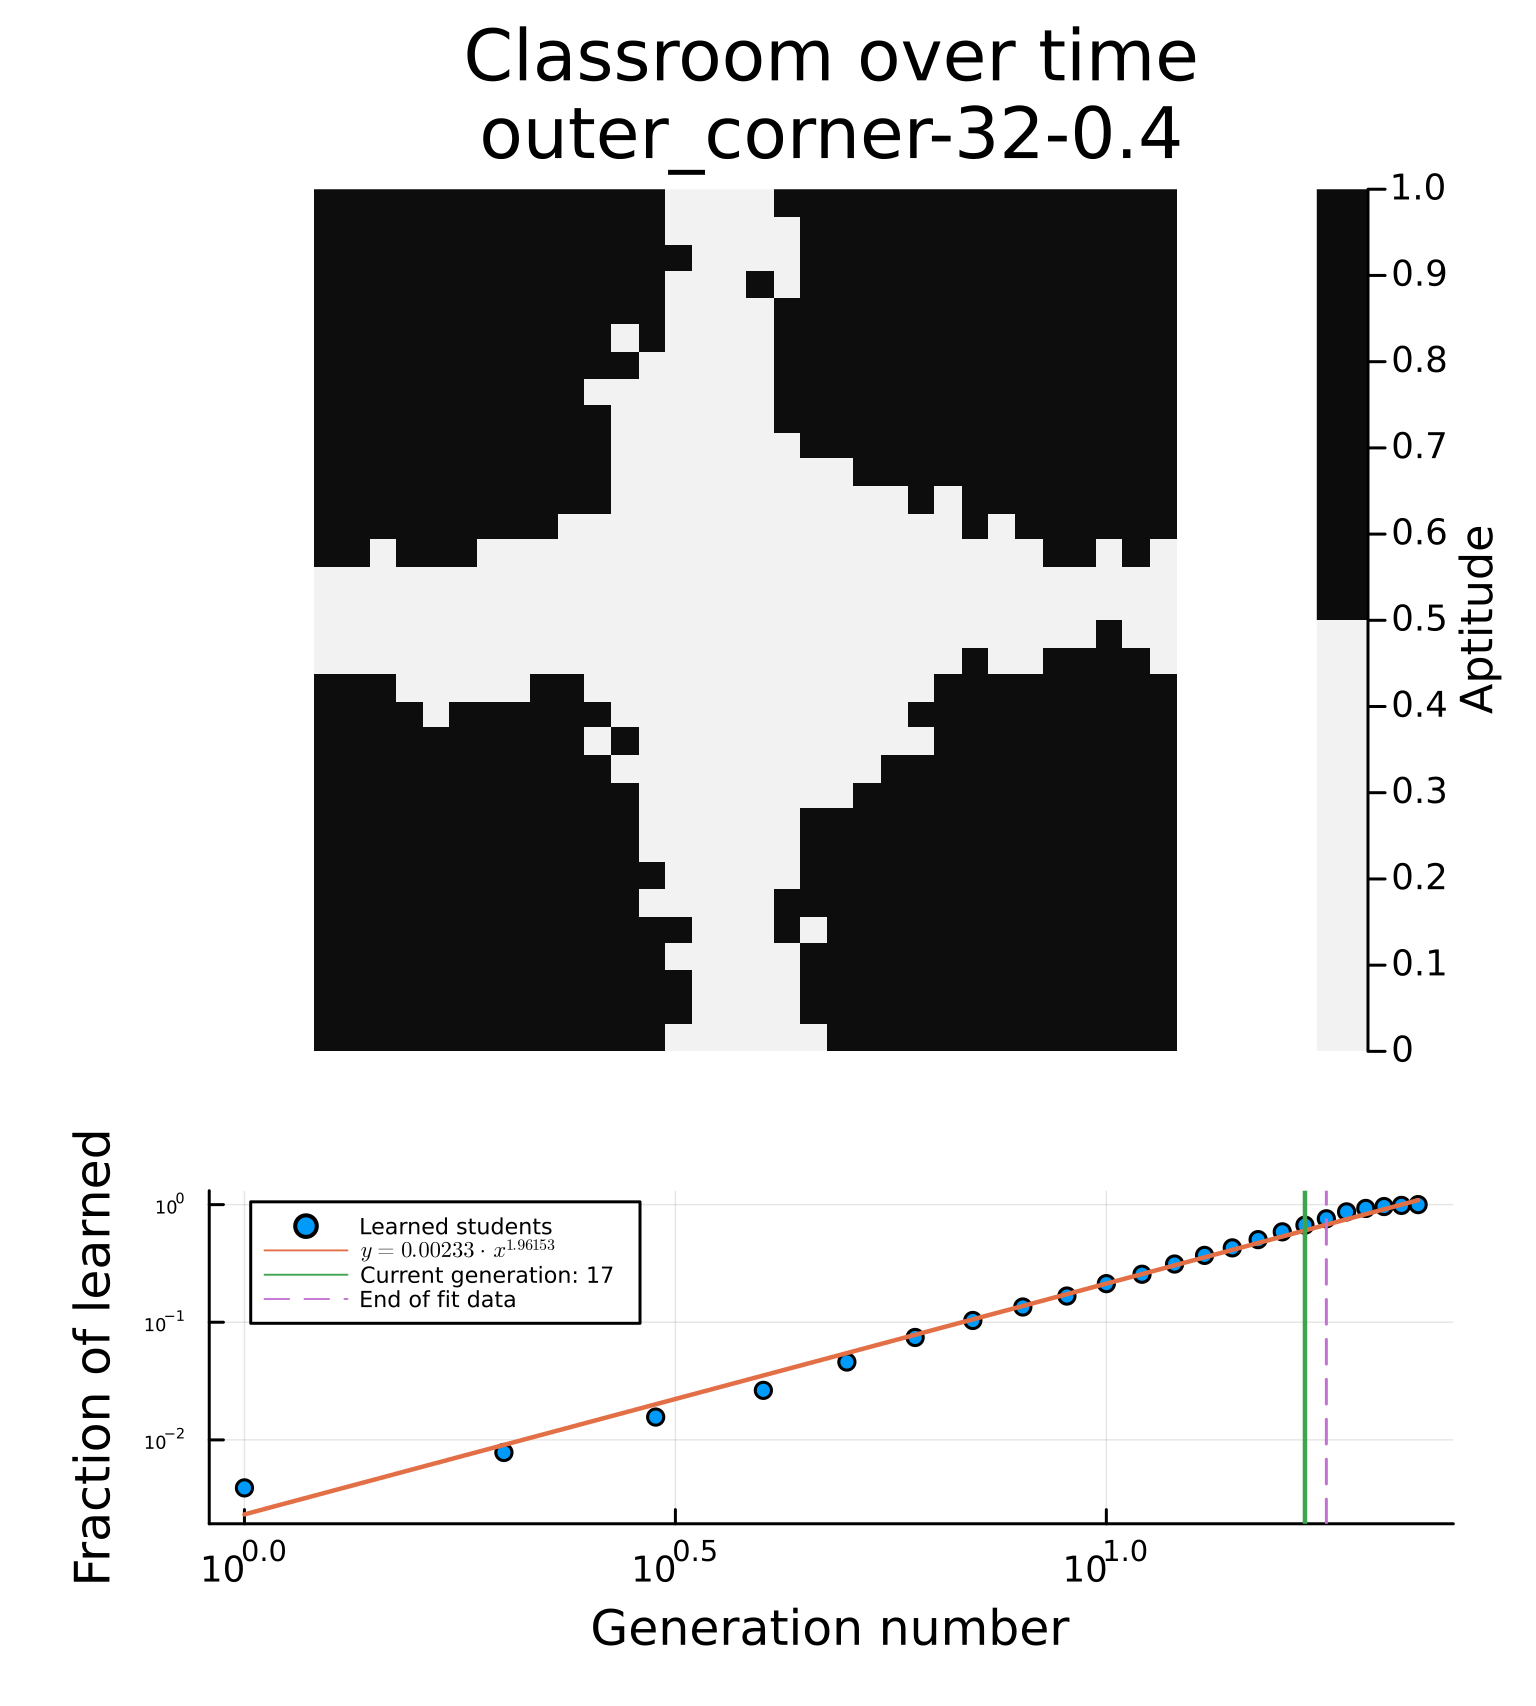 Classroom over time
outer_corner-32-0.4
1.0
0.9
0.8
0.7
0.6
0.5
0.4
0.3
0.2
0.1
0
Aptitude
Fraction of learned
10^0
10^-1
10^-2
Learned students
y = 0.00233 · x^1.96153
Current generation: 17
End of fit data
10^0.0
10^0.5
10^1.0
Generation number